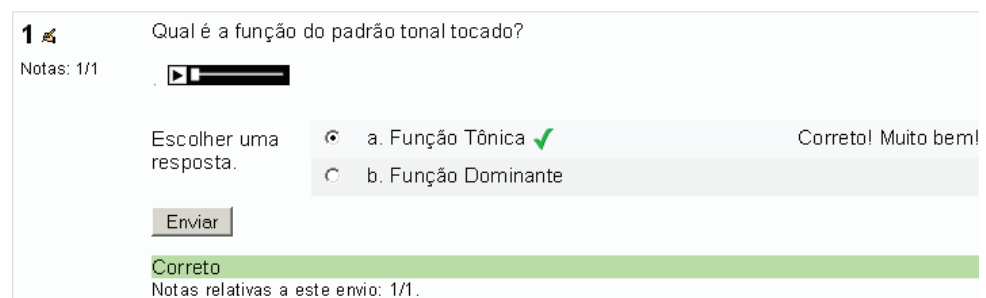 1
Qual é a função do padrão tonal tocado?
Notas: 1/1
.
Escolher uma
resposta.
a. Função Tônica
Correto! Muito bem!
b. Função Dominante
Enviar
Correto
Notas relativas a este envio: 1/1.